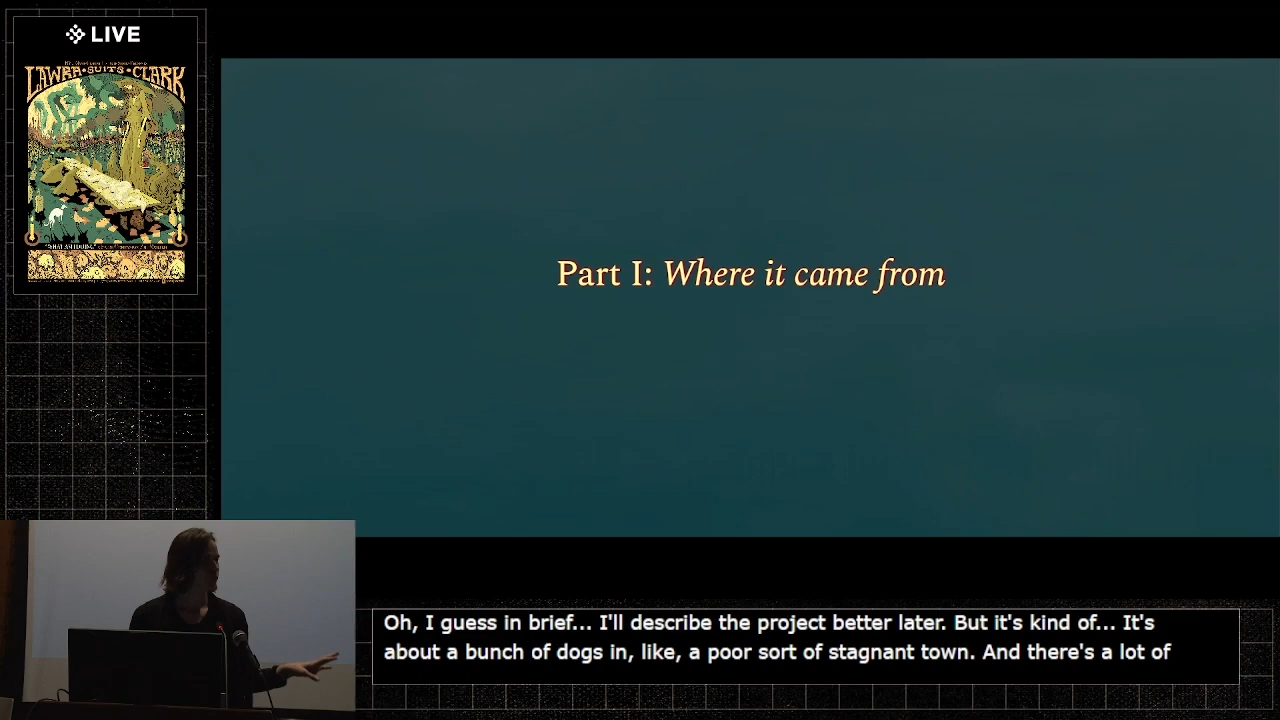 LIVE
LAWRA•SUITS•CLARK
Part I: Where it came from
Oh, I guess in brief... I'll describe the project better later. But it's kind of... It's
about a bunch of dogs in, like, a poor sort of stagnant town. And there's a lot of